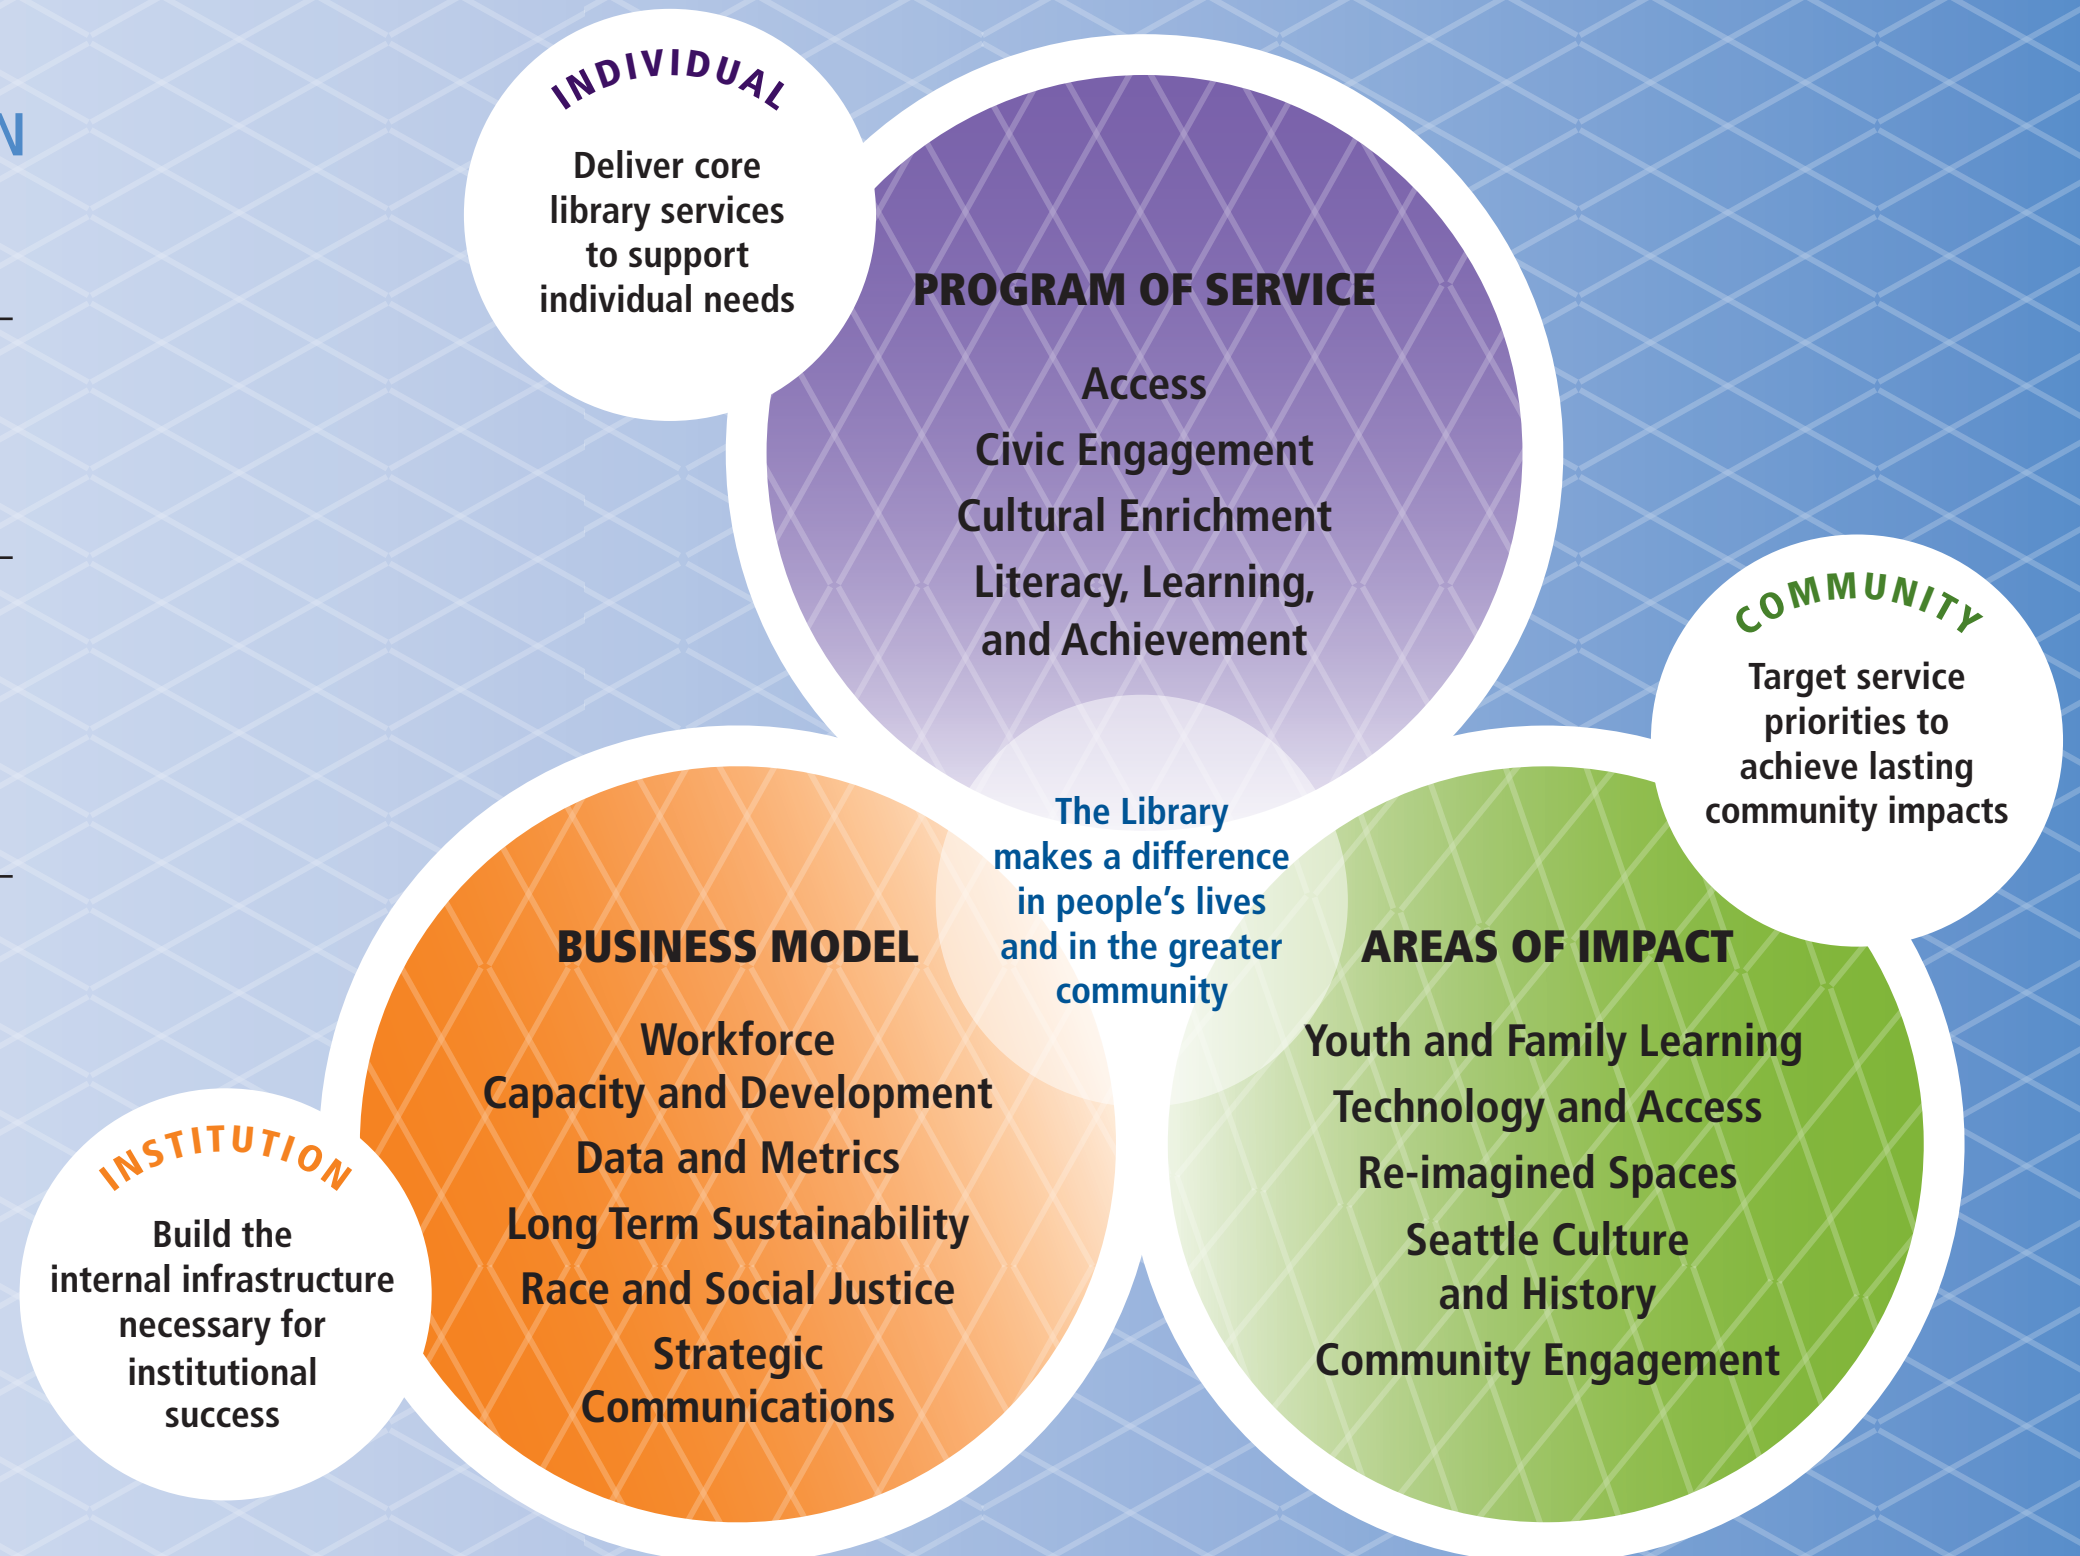 N
INDIVIDUAL
Deliver core
library services
to support
individual needs
PROGRAM OF SERVICE
Access
Civic Engagement
Cultural Enrichment
Literacy, Learning,
and Achievement
COMMUNITY
Target service
priorities to
achieve lasting
community impacts
The Library
makes a difference
in people’s lives
and in the greater
community
BUSINESS MODEL
Workforce
Capacity and Development
Data and Metrics
Long Term Sustainability
Race and Social Justice
Strategic
Communications
AREAS OF IMPACT
Youth and Family Learning
Technology and Access
Re-imagined Spaces
Seattle Culture
and History
Community Engagement
INSTITUTION
Build the
internal infrastructure
necessary for
institutional
success